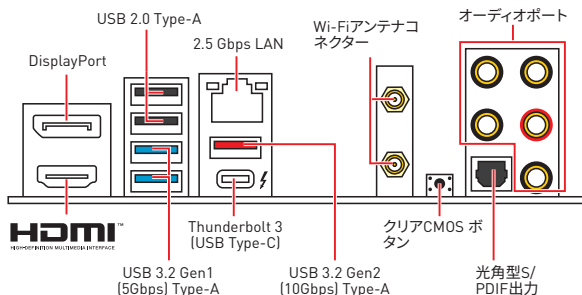 USB 2.0 Type-A
2.5 Gbps LAN
DisplayPort
Wi-Fiアンテナコ
ネクター
オーディオポート
HDMI™
HIGH-DEFINITION MULTIMEDIA INTERFACE
Thunderbolt 3
(USB Type-C)
クリアCMOS ボ
タン
USB 3.2 Gen1
(5Gbps) Type-A
USB 3.2 Gen2
(10Gbps) Type-A
光角型S/
PDIF出力